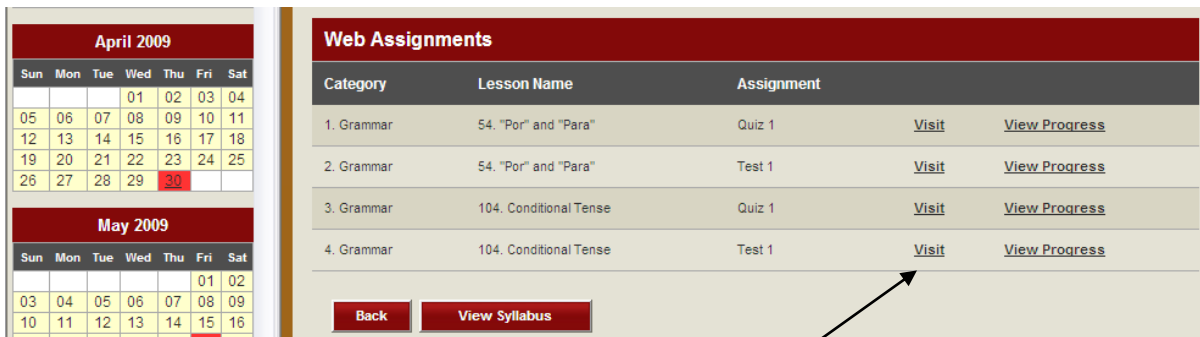 April 2009
Sun Mon Tue Wed Thu Fri Sat
01 02 03 04
05 06 07 08 09 10 11
12 13 14 15 16 17 18
19 20 21 22 23 24 25
26 27 28 29 30
May 2009
Sun Mon Tue Wed Thu Fri Sat
01 02
03 04 05 06 07 08 09
10 11 12 13 14 15 16
Web Assignments
Category Lesson Name Assignment
1. Grammar 54. "Por" and "Para" Quiz 1 Visit View Progress
2. Grammar 54. "Por" and "Para" Test 1 Visit View Progress
3. Grammar 104. Conditional Tense Quiz 1 Visit View Progress
4. Grammar 104. Conditional Tense Test 1 Visit View Progress
Back View Syllabus